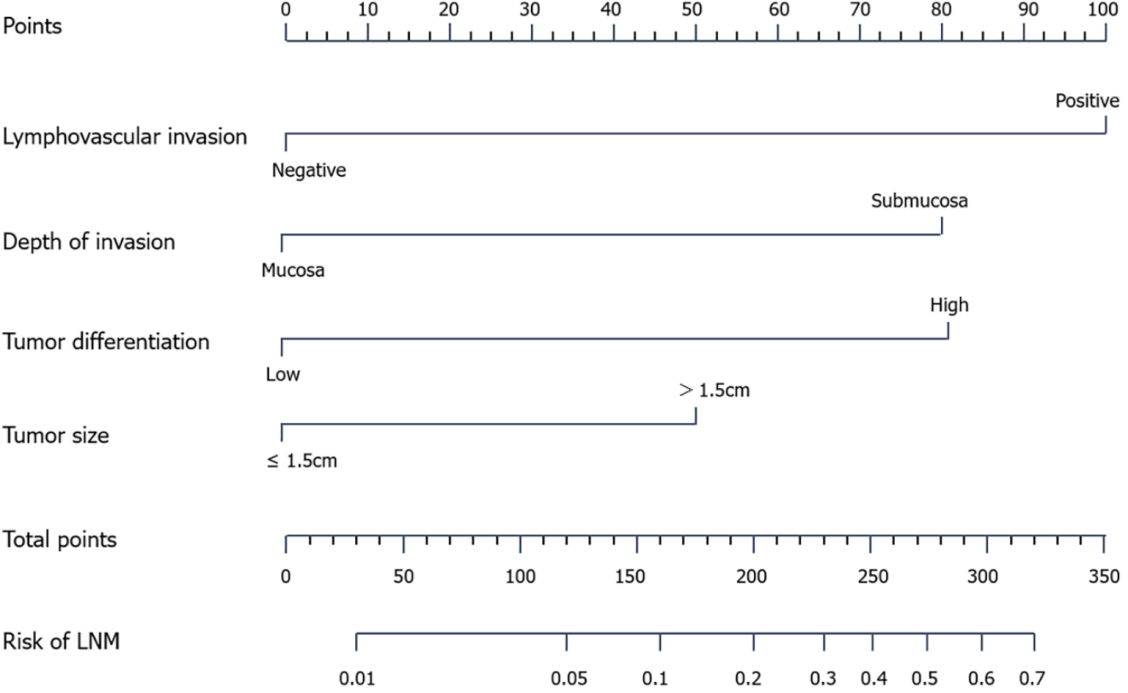 Points
0 10 20 30 40 50 60 70 80 90 100
Positive
Lymphovascular invasion
Negative
Submucosa
Depth of invasion
Mucosa
High
Tumor differentiation
Low
> 1.5cm
Tumor size
≤ 1.5cm
Total points
0 50 100 150 200 250 300 350
Risk of LNM
0.01 0.05 0.1 0.2 0.3 0.4 0.5 0.6 0.7